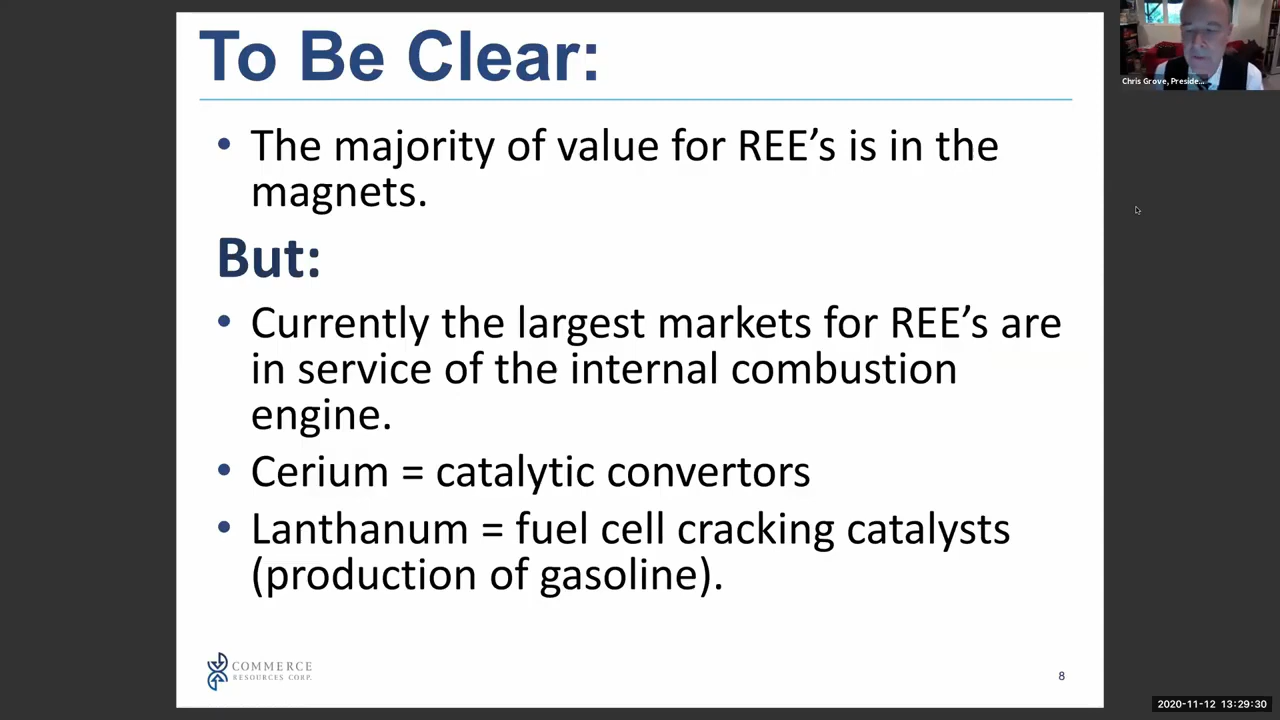 To Be Clear:
• The majority of value for REE’s is in the
magnets.
But:
• Currently the largest markets for REE’s are
in service of the internal combustion
engine.
• Cerium = catalytic convertors
• Lanthanum = fuel cell cracking catalysts
(production of gasoline).
COMMERCE
RESOURCES CORP.
8
Chris Grove, Preside...
2020-11-12 13:29:30